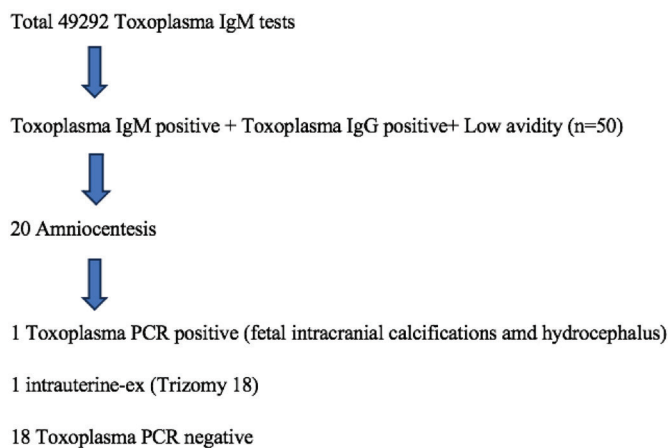 Total 49292 Toxoplasma IgM tests
Toxoplasma IgM positive + Toxoplasma IgG positive+ Low avidity (n=50)
20 Amniocentesis
1 Toxoplasma PCR positive (fetal intracranial calcifications amd hydrocephalus)
1 intrauterine-ex (Trizomy 18)
18 Toxoplasma PCR negative